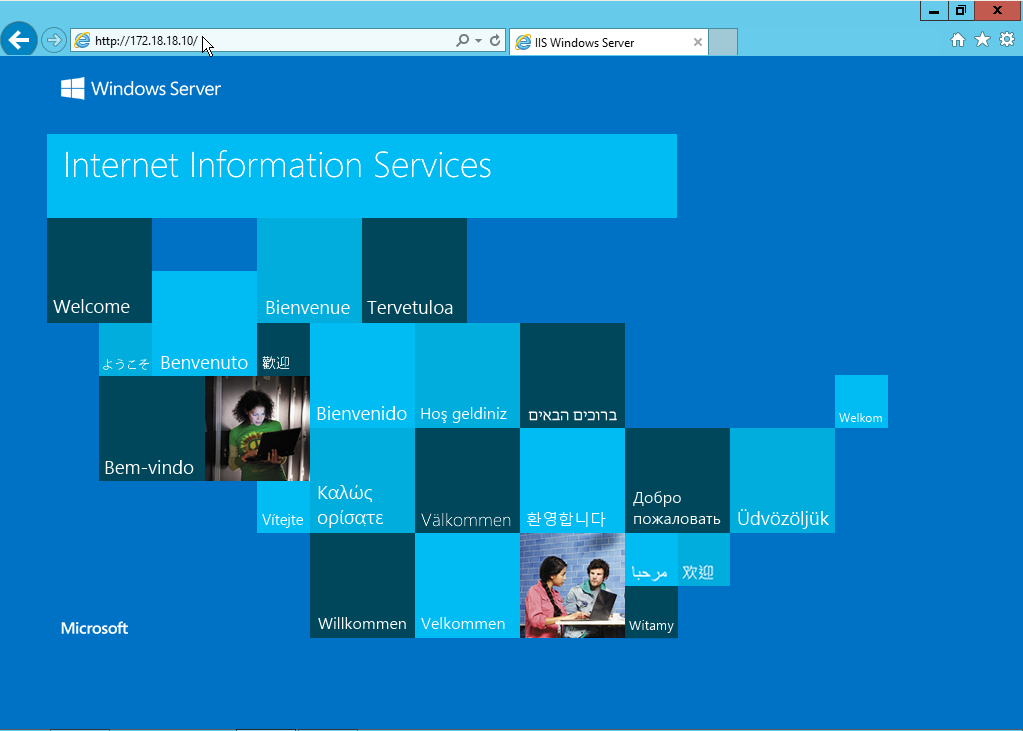 http://172.18.18.10/
IIS Windows Server
Windows Server
Internet Information Services
Welcome
Bienvenue
Tervetuloa
ようこそ
Benvenuto
歡迎
Bienvenido
Hoş geldiniz
ברוכים הבאים
Welkom
Bem-vindo
Vítejte
Καλώς
ορίσατε
Välkommen
환영합니다
Добро
пожаловать
Üdvözöljük
Willkommen
Velkommen
مرحبا
欢迎
Witamy
Microsoft